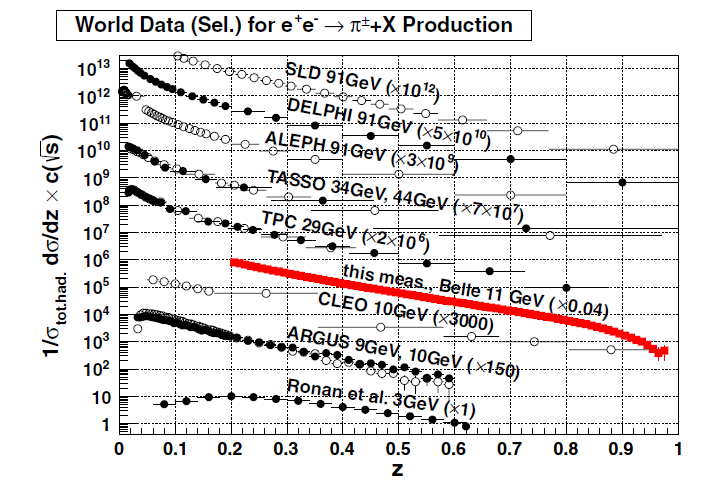 World Data (Sel.) for e⁺e⁻ → π±+X Production
1/σtot.had. dσ/dz × c(√s)
10¹³
10¹²
10¹¹
10¹⁰
10⁹
10⁸
10⁷
10⁶
10⁵
10⁴
10³
10²
10
1
SLD 91GeV (×10¹²)
DELPHI 91GeV (×5×10¹⁰)
ALEPH 91GeV (×3×10⁹)
TASSO 34GeV, 44GeV (×7×10⁷)
TPC 29GeV (×2×10⁶)
this meas., Belle 11 GeV (×0.04)
CLEO 10GeV (×3000)
ARGUS 9GeV, 10GeV (×150)
Ronan et al. 3GeV (×1)
0 0.1 0.2 0.3 0.4 0.5 0.6 0.7 0.8 0.9 1
z